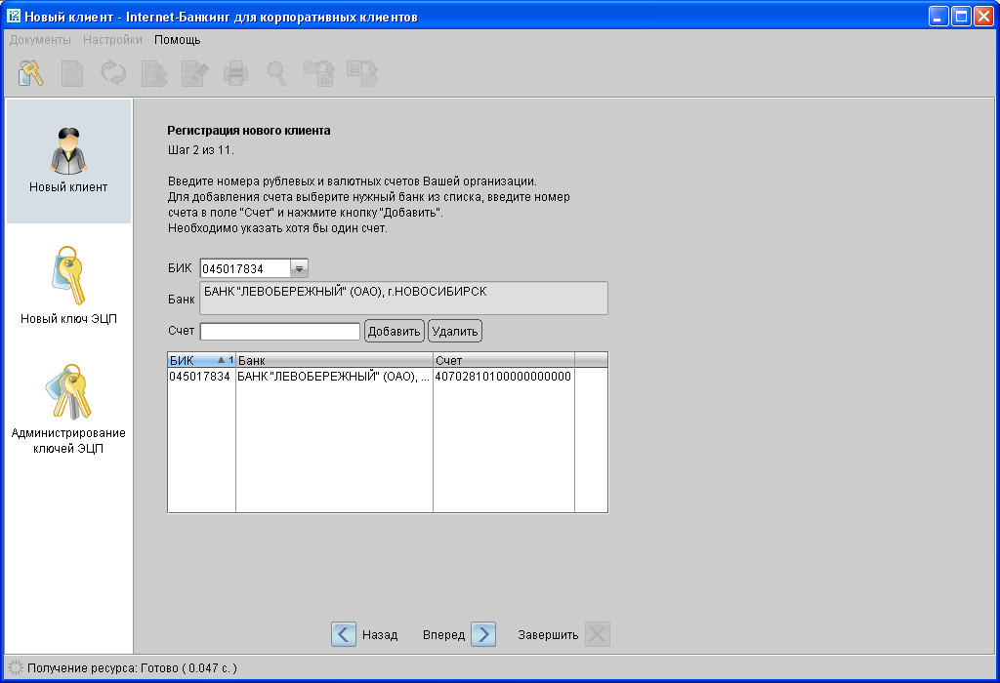 Новый клиент - Internet-Банкинг для корпоративных клиентов
Документы Настройки Помощь
Новый клиент
Новый ключ ЭЦП
Администрирование
ключей ЭЦП
Регистрация нового клиента
Шаг 2 из 11.
Введите номера рублевых и валютных счетов Вашей организации.
Для добавления счета выберите нужный банк из списка, введите номер
счета в поле "Счет" и нажмите кнопку "Добавить".
Необходимо указать хотя бы один счет.
БИК 045017834
Банк БАНК "ЛЕВОБЕРЕЖНЫЙ" (ОАО), г.НОВОСИБИРСК
Счет Добавить Удалить
БИК 1 Банк Счет
045017834 БАНК "ЛЕВОБЕРЕЖНЫЙ" (ОАО), ... 40702810100000000000
Назад Вперед Завершить
Получение ресурса: Готово ( 0.047 с. )